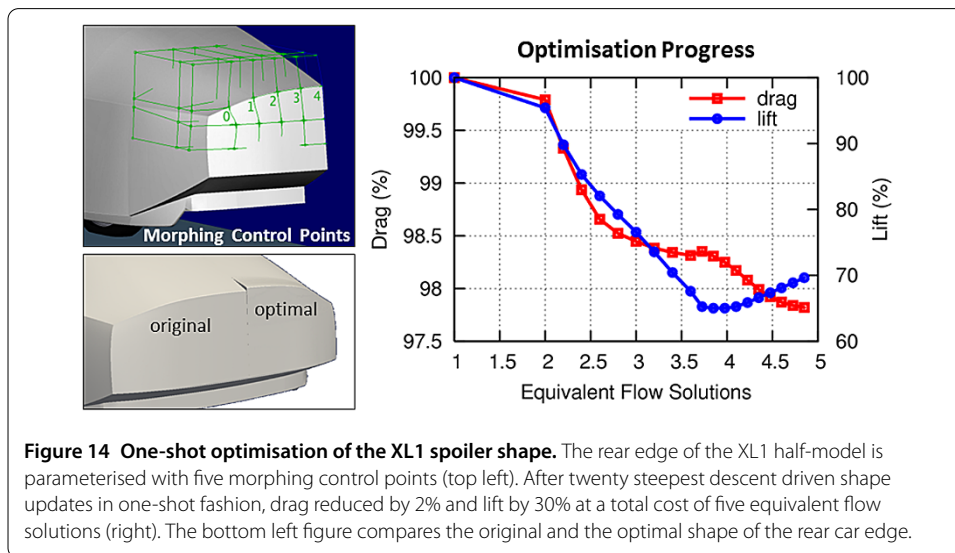 0 1 2 3 4
Morphing Control Points
original optimal
Optimisation Progress
drag
lift
Drag (%)
100
99.5
99
98.5
98
97.5
Lift (%)
100
90
80
70
60
1 2 2.5 3 3.5 4 4.5 5
Equivalent Flow Solutions
Figure 14 One-shot optimisation of the XL1 spoiler shape. The rear edge of the XL1 half-model is
parameterised with five morphing control points (top left). After twenty steepest descent driven shape
updates in one-shot fashion, drag reduced by 2% and lift by 30% at a total cost of five equivalent flow
solutions (right). The bottom left figure compares the original and the optimal shape of the rear car edge.